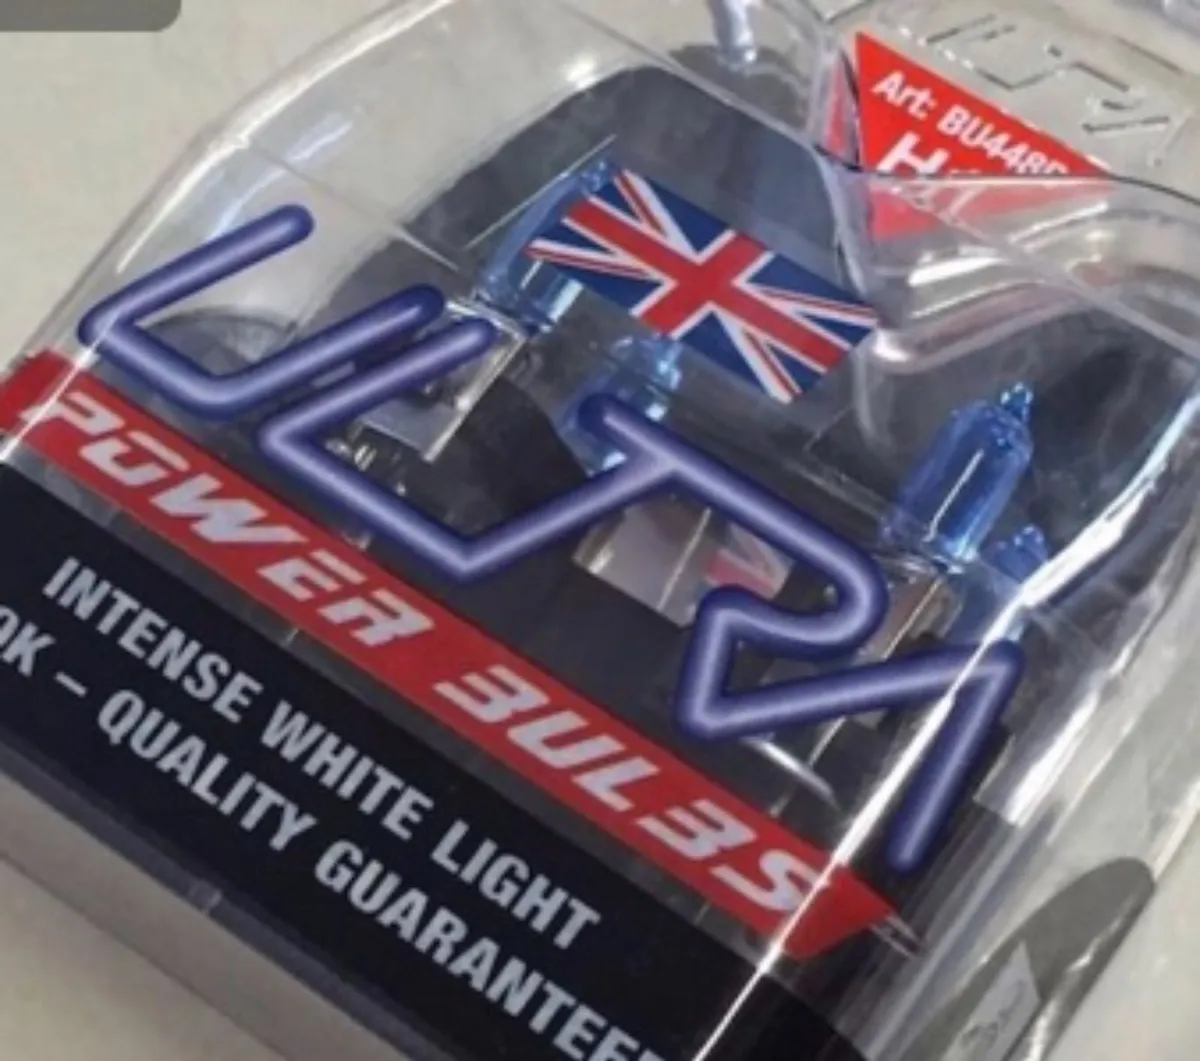 Art: BU448
ULTRA
POWER BULBS
INTENSE WHITE LIGHT
QUALITY GUARANTEE